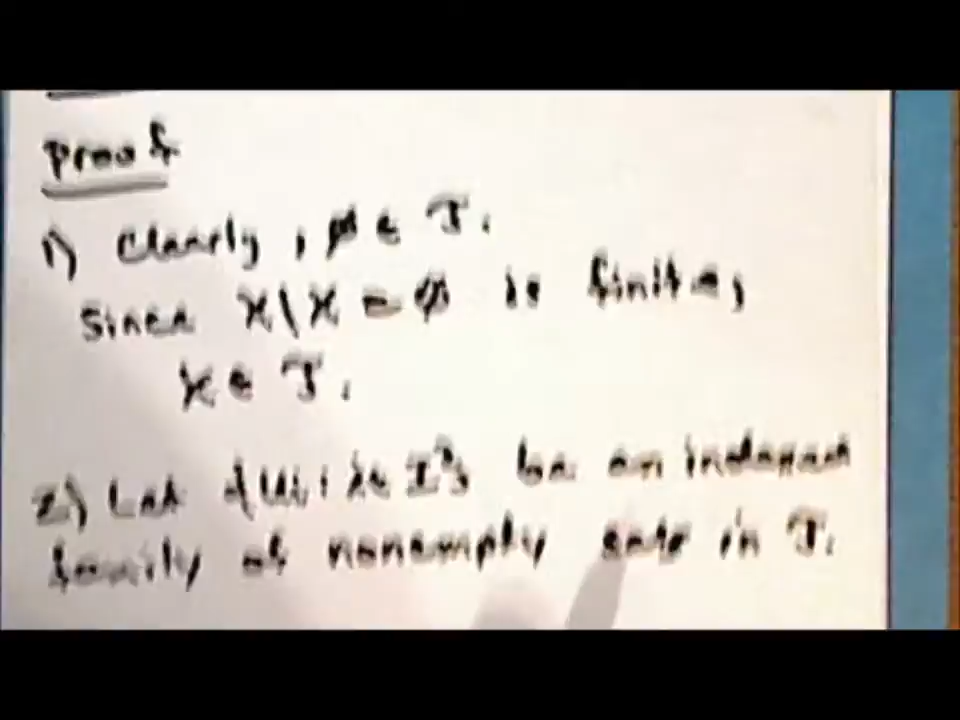 Proof
1) Clearly, ∅ ∈ T.
Since X\X = ∅ is finite,
X ∈ T.
2) Let {Ui : i ∈ I} be an indexed
family of nonempty sets in T.